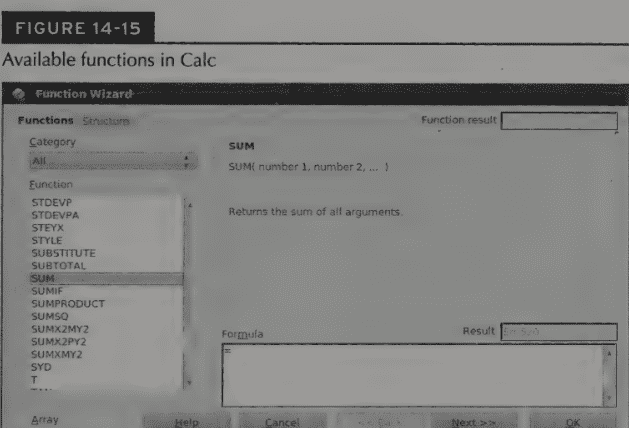 FIGURE 14-15
Available functions in Calc
Function Wizard
Functions Structure
Function result
Category
All
Function
STDEVP
STDEVPA
STEYX
STYLE
SUBSTITUTE
SUBTOTAL
SUM
SUMIF
SUMPRODUCT
SUMSQ
SUMX2MY2
SUMX2PY2
SUMXMY2
SYD
T
SUM
SUM( number 1, number 2, ... )
Returns the sum of all arguments.
Formula
Result
=
Array
Help
Cancel
<< Back
Next >>
OK